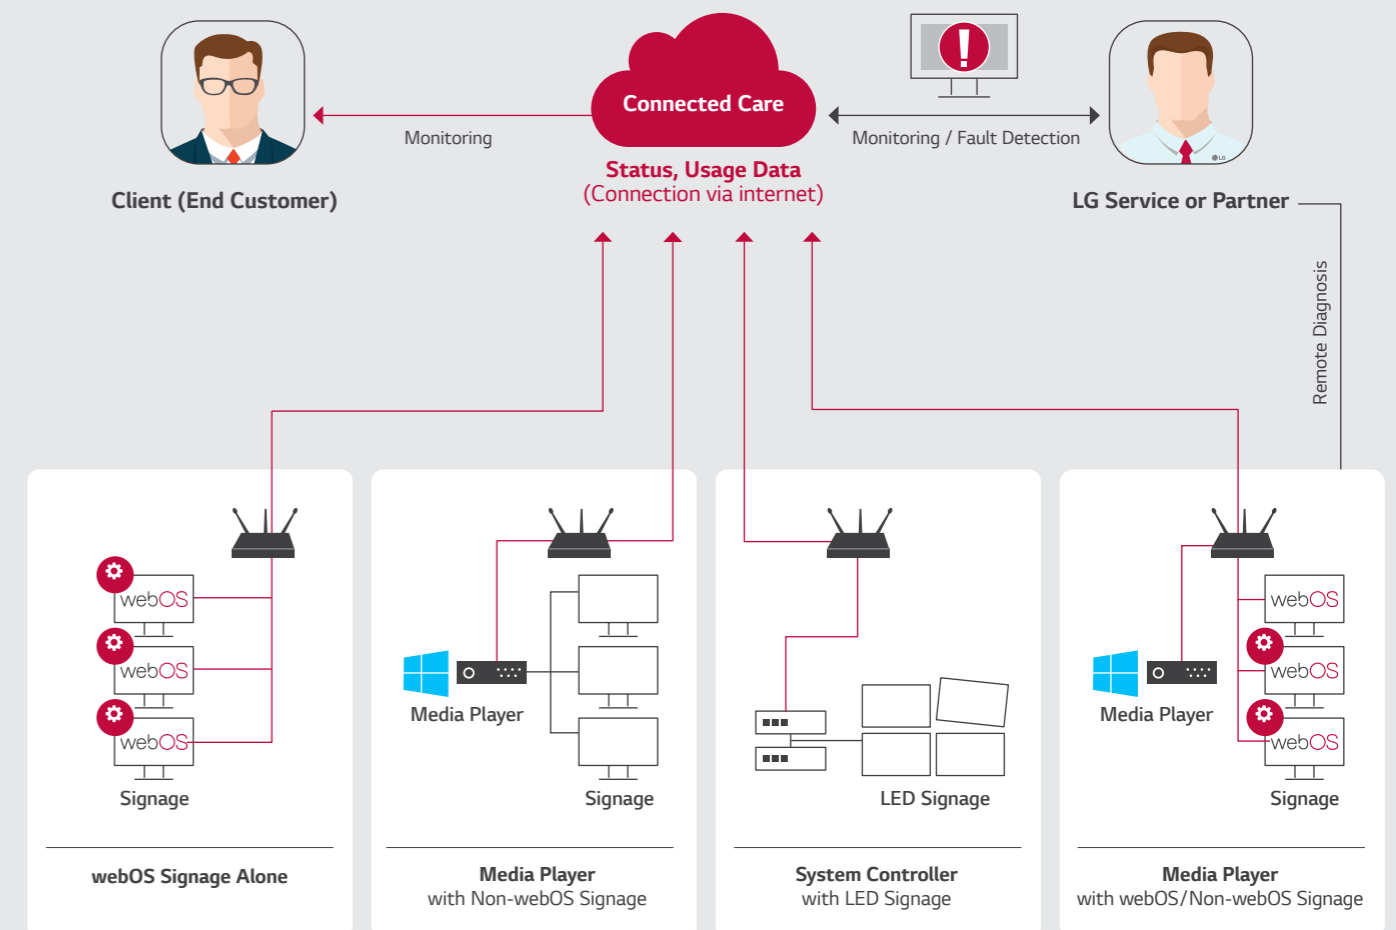 Connected Care
Monitoring
Monitoring / Fault Detection
LG
Status, Usage Data
(Connection via internet)
Client (End Customer)
LG Service or Partner
Remote Diagnosis
webOS
webOS
webOS
Signage
webOS Signage Alone
Media Player
Signage
Media Player
with Non-webOS Signage
LED Signage
System Controller
with LED Signage
webOS
webOS
webOS
Media Player
Signage
Media Player
with webOS/Non-webOS Signage